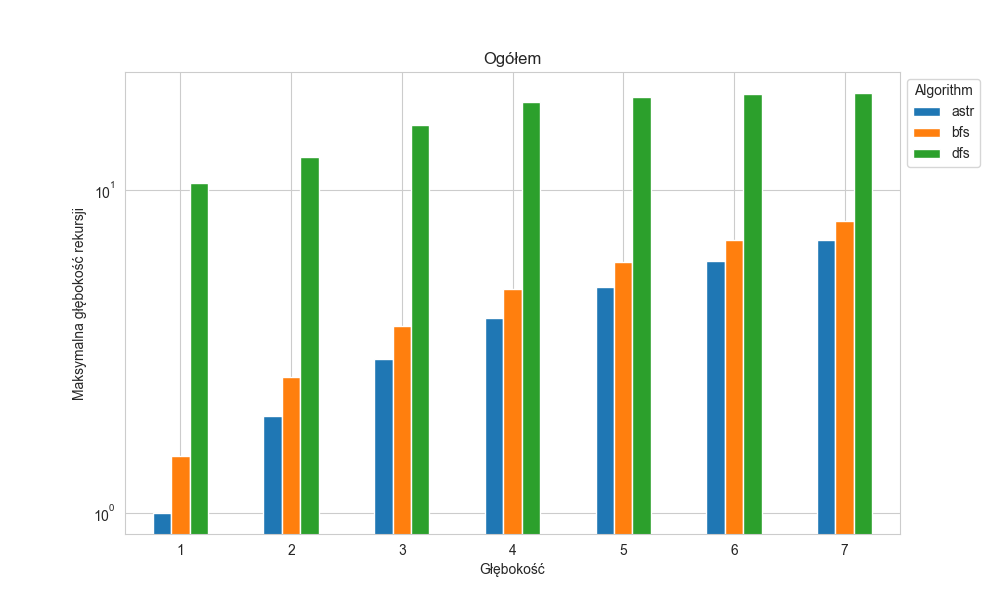 Ogółem
Maksymalna głębokość rekursji
10¹
10⁰
1 2 3 4 5 6 7
Głębokość
Algorithm
astr
bfs
dfs